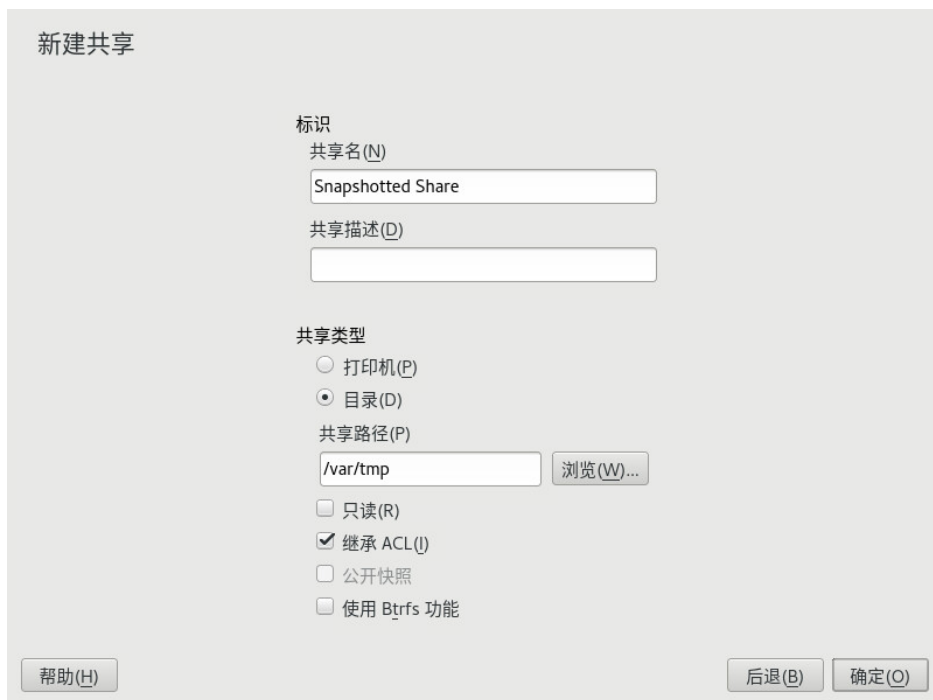 新建共享
标识
共享名(N)
Snapshotted Share
共享描述(D)
共享类型
打印机(P)
目录(D)
共享路径(P)
/var/tmp
浏览(W)...
只读(R)
继承 ACL(I)
公开快照
使用 Btrfs 功能
帮助(H)
后退(B)
确定(O)